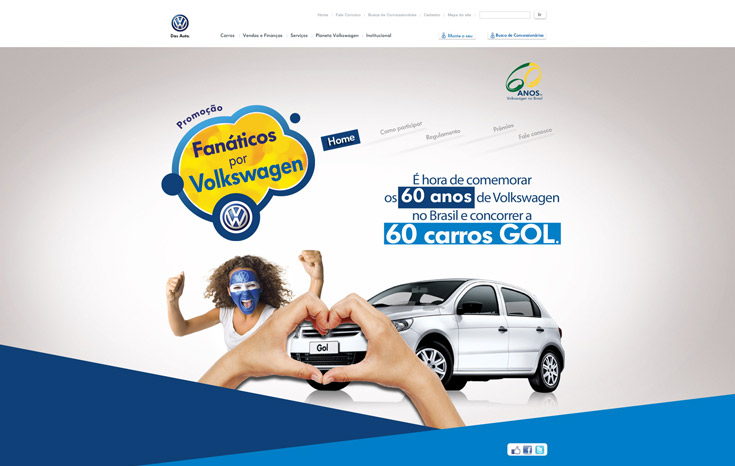 Home
Fale Conosco
Busca de Concessionárias
Cadastro
Mapa do site
Ir
Das Auto.
Carros
Vendas e Finanças
Serviços
Planeta Volkswagen
Institucional
Monte o seu
Busca de Concessionárias
60
ANOS
Volkswagen no Brasil
Promoção
Fanáticos
por
Volkswagen
Home
Como participar
Regulamento
Prêmios
Fale conosco
É hora de comemorar
os 60 anos de Volkswagen
no Brasil e concorrer a
60 carros GOL.
Gol